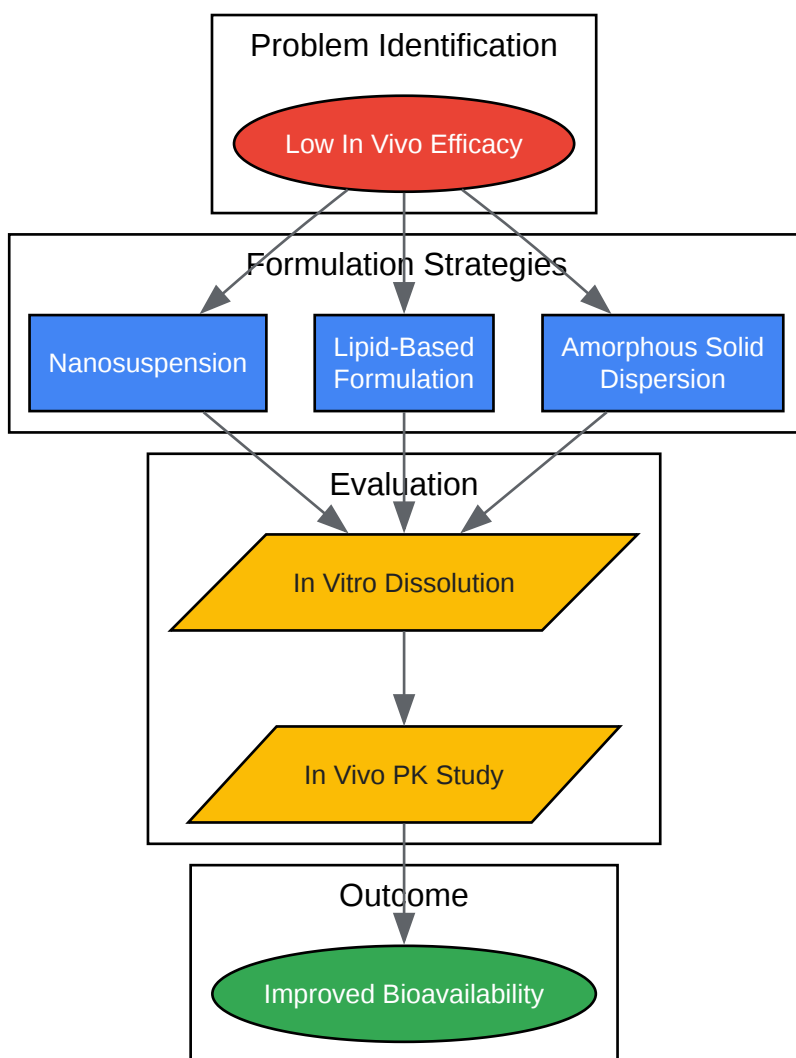 Problem Identification
Low In Vivo Efficacy
Formulation Strategies
Nanosuspension
Lipid-Based
Formulation
Amorphous Solid
Dispersion
Evaluation
In Vitro Dissolution
In Vivo PK Study
Outcome
Improved Bioavailability